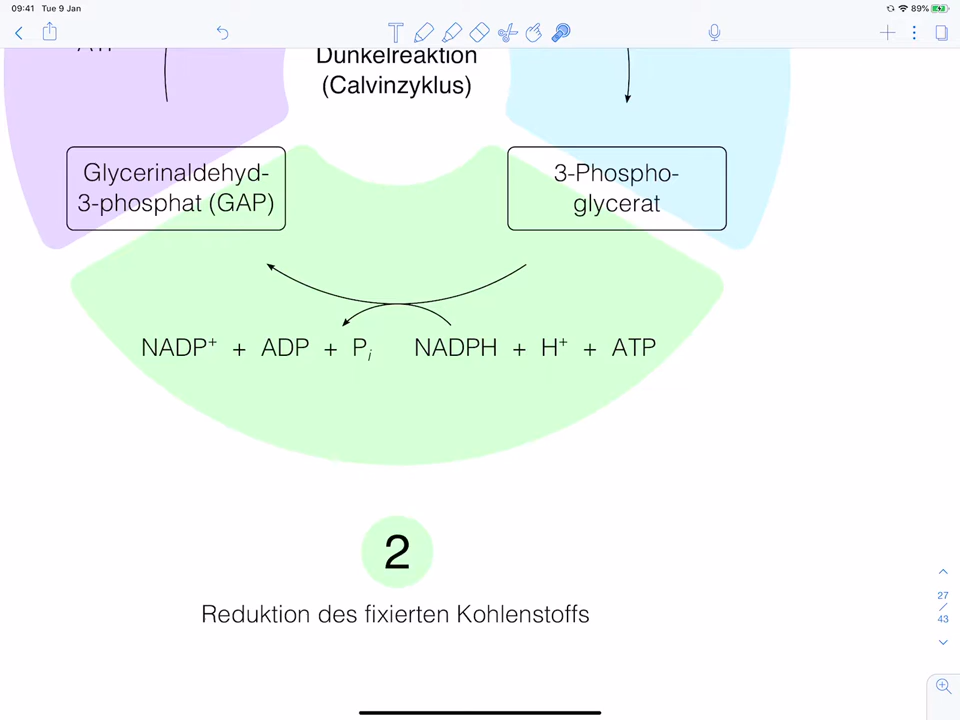 09:41 Tue 9 Jan
89%
Dunkelreaktion
(Calvinzyklus)
Glycerinaldehyd-
3-phosphat (GAP)
3-Phospho-
glycerat
NADP⁺ + ADP + Pᵢ NADPH + H⁺ + ATP
2
Reduktion des fixierten Kohlenstoffs
27
/
43